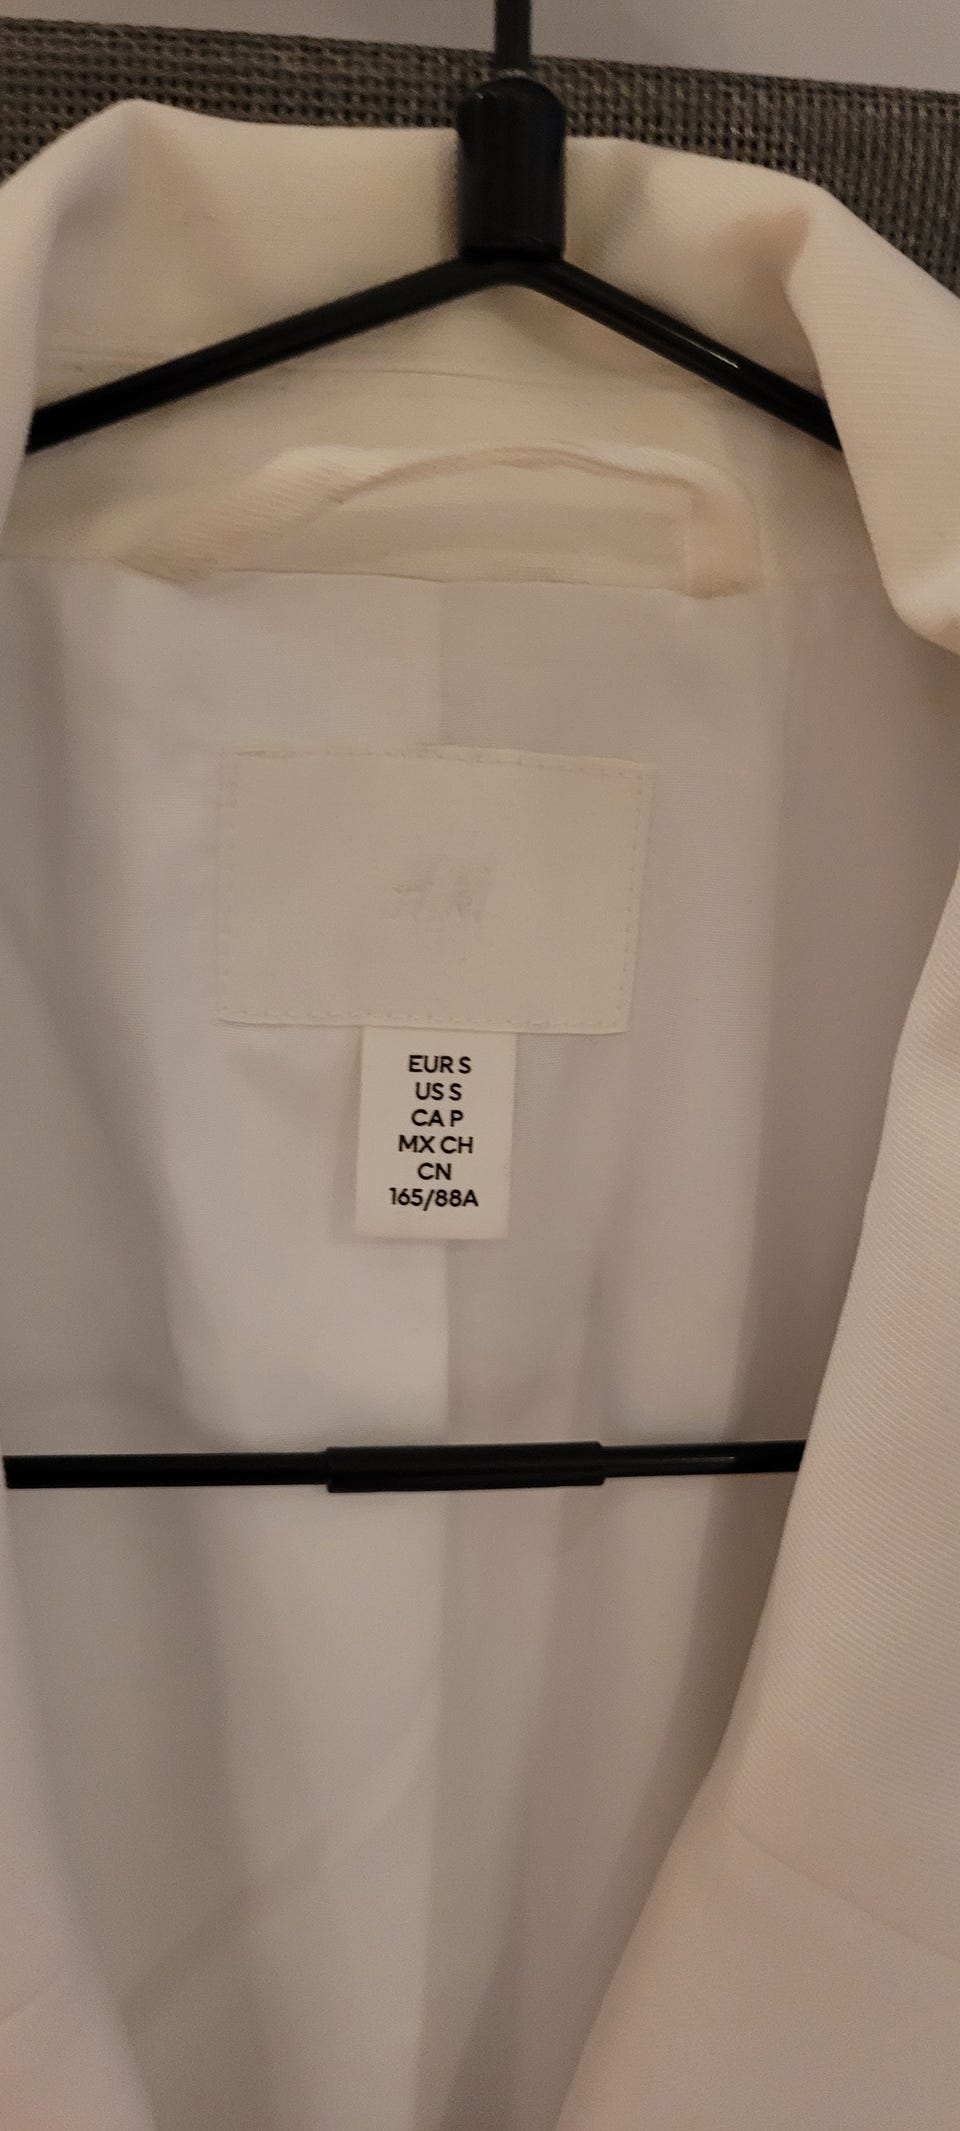 H&M
EUR S
US S
CA P
MX CH
CN
165/88A